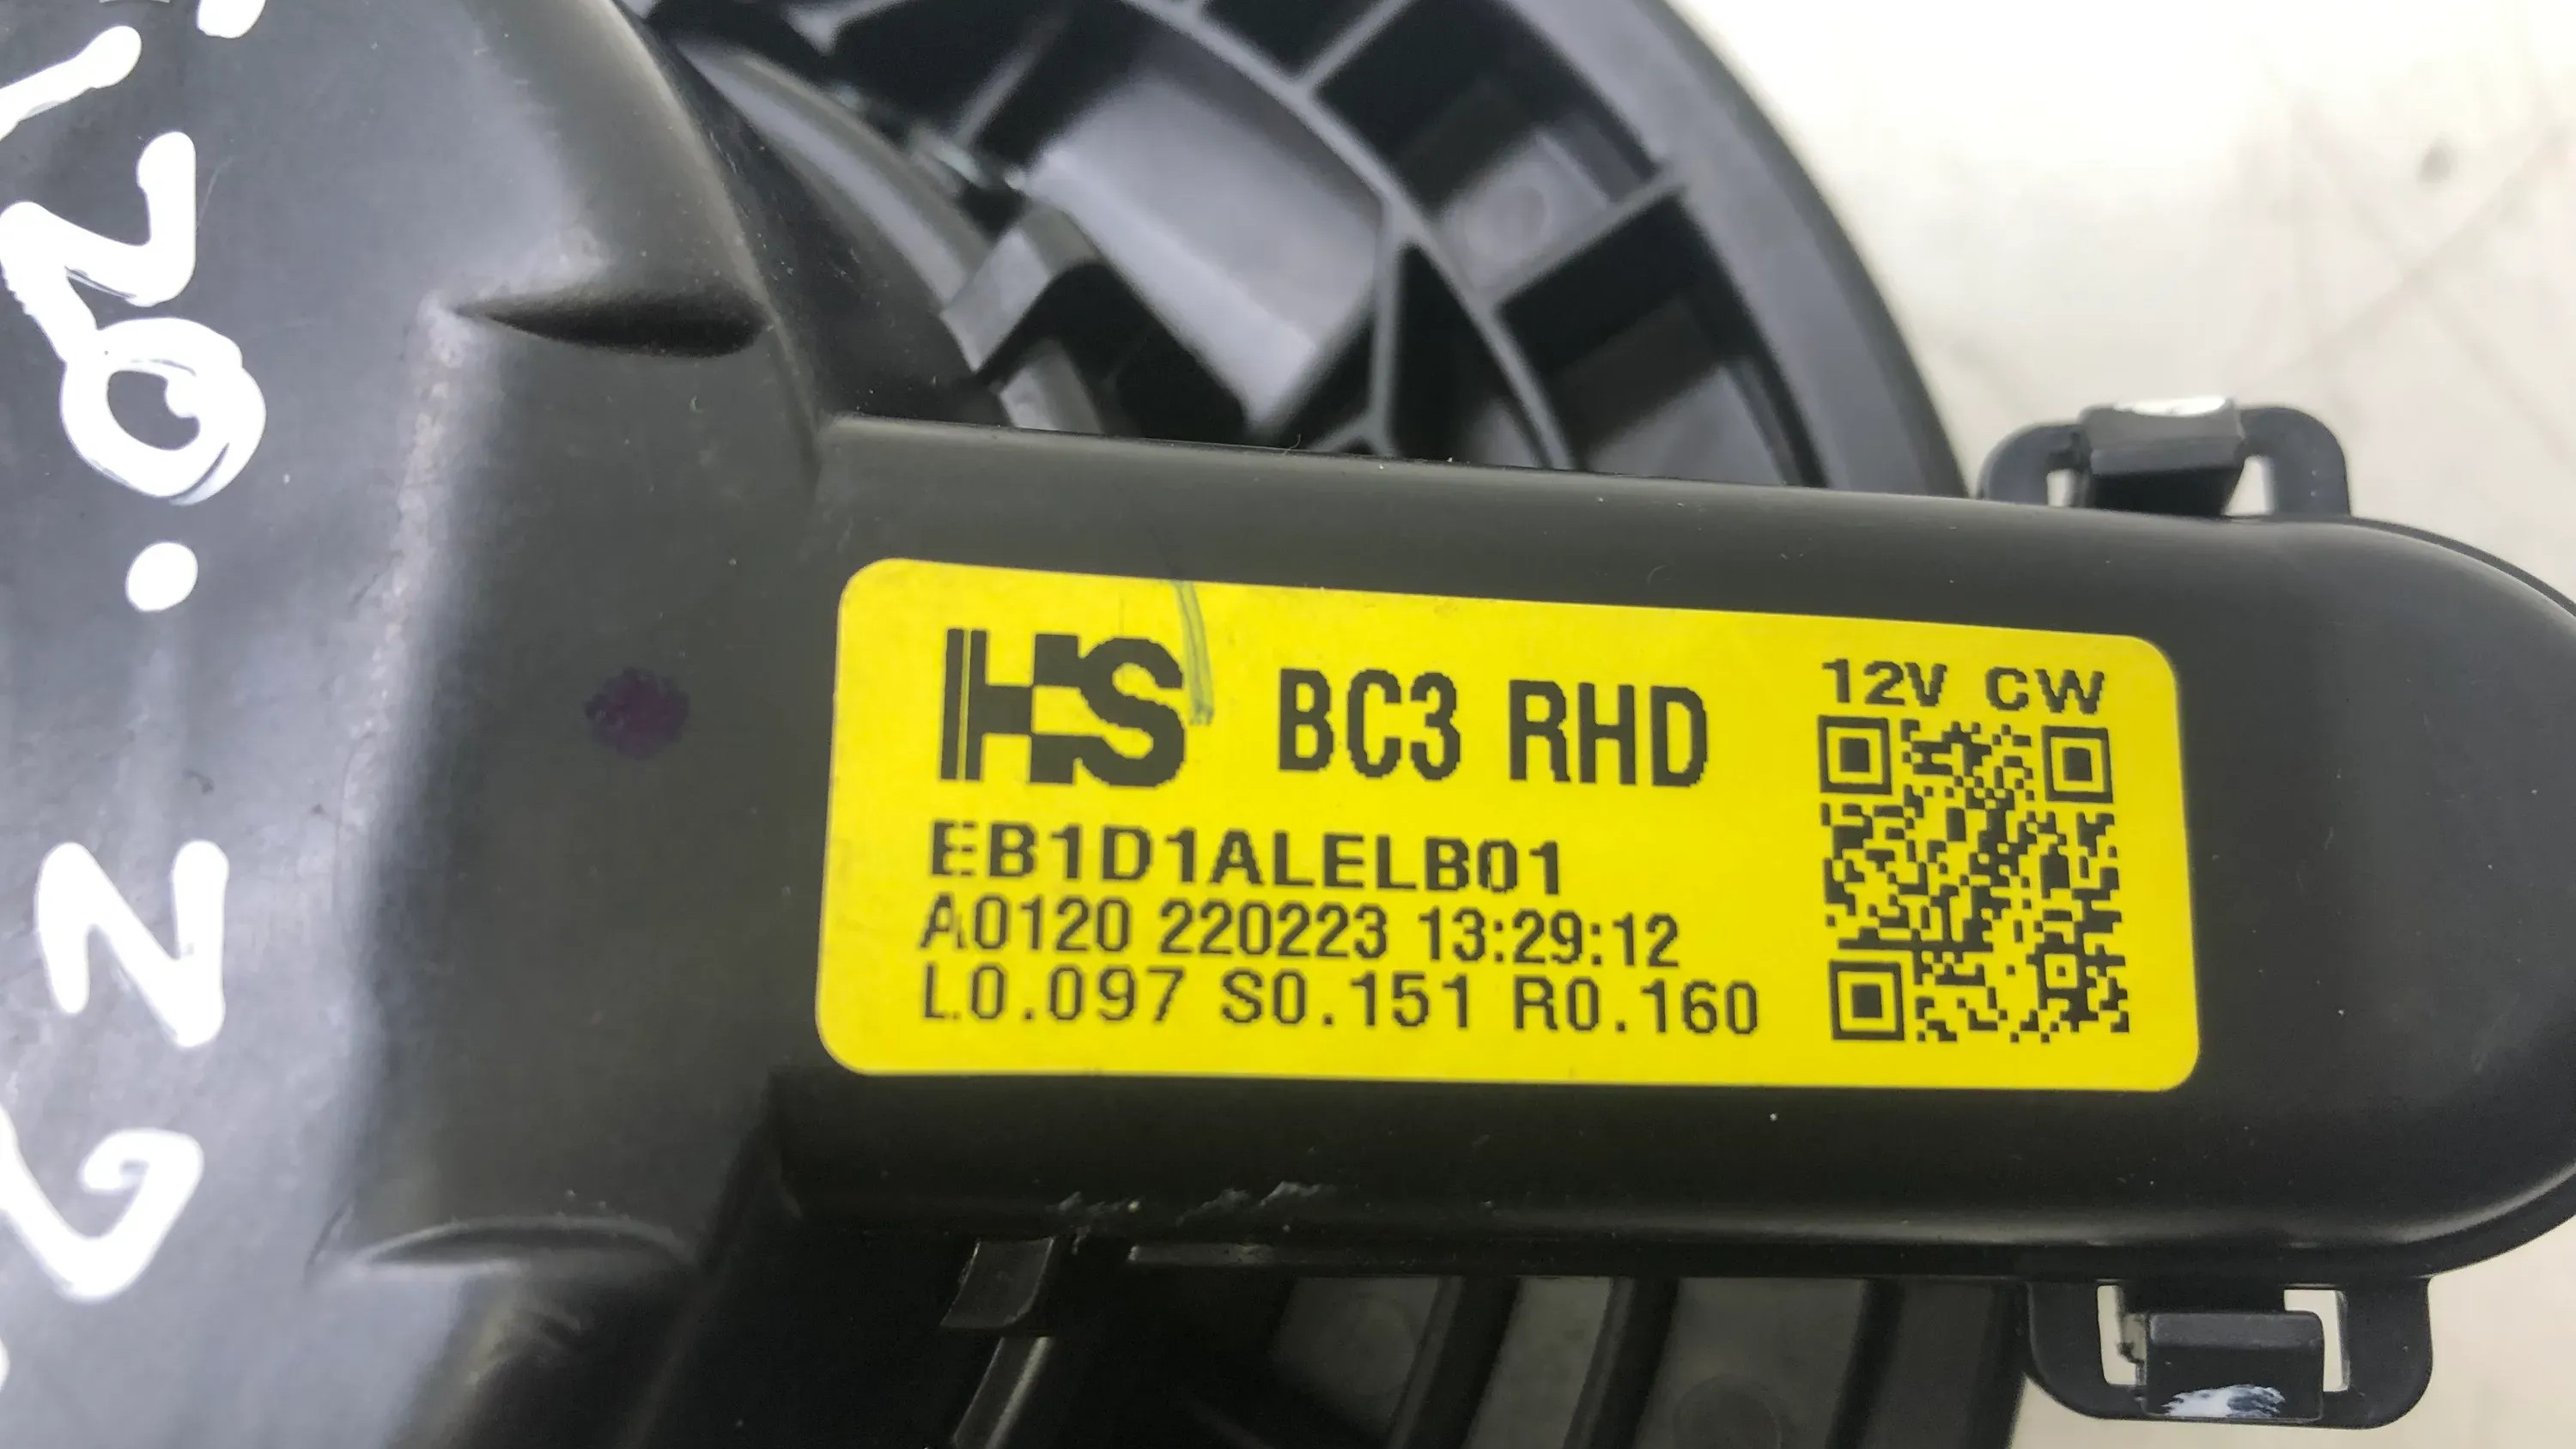 HS BC3 RHD
12V CW
EB1D1ALELB01
A0120 220223 13:29:12
L0.097 S0.151 R0.160